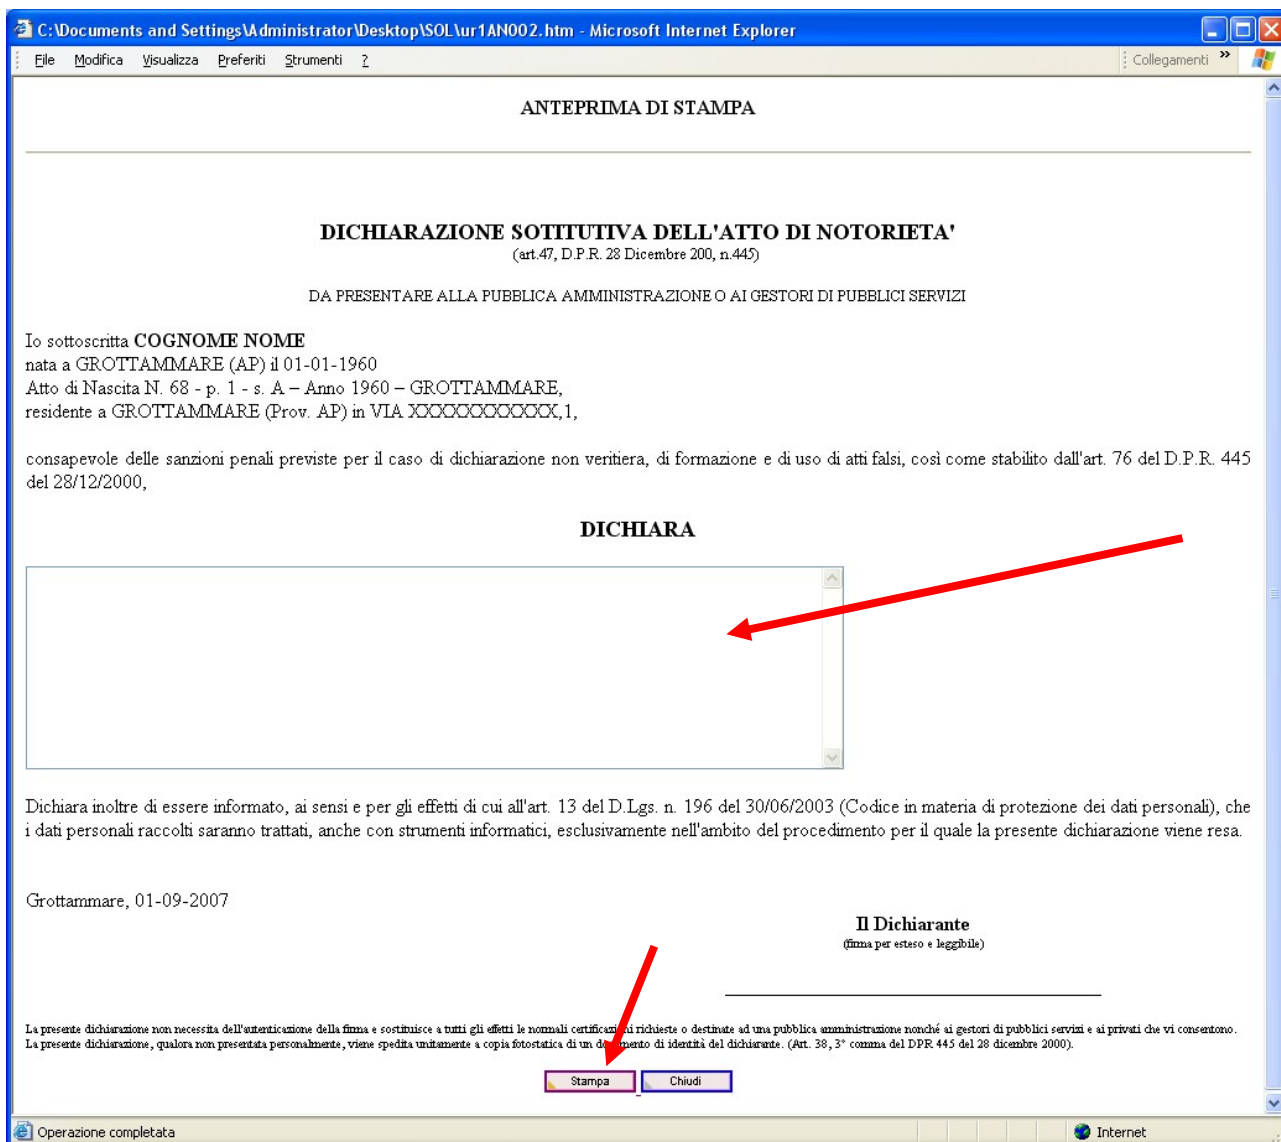 C:\Documents and Settings\Administrator\Desktop\SOL\ur1AN002.htm - Microsoft Internet Explorer
File Modifica Visualizza Preferiti Strumenti ? Collegamenti »
ANTEPRIMA DI STAMPA
DICHIARAZIONE SOTITUTIVA DELL'ATTO DI NOTORIETA'
(art.47, D.P.R. 28 Dicembre 200, n.445)
DA PRESENTARE ALLA PUBBLICA AMMINISTRAZIONE O AI GESTORI DI PUBBLICI SERVIZI
Io sottoscritta COGNOME NOME
nata a GROTTAMMARE (AP) il 01-01-1960
Atto di Nascita N. 68 - p. 1 - s. A – Anno 1960 – GROTTAMMARE,
residente a GROTTAMMARE (Prov. AP) in VIA XXXXXXXXXXXX,1,
consapevole delle sanzioni penali previste per il caso di dichiarazione non veritiera, di formazione e di uso di atti falsi, così come stabilito dall'art. 76 del D.P.R. 445
del 28/12/2000,
DICHIARA
Dichiara inoltre di essere informato, ai sensi e per gli effetti di cui all'art. 13 del D.Lgs. n. 196 del 30/06/2003 (Codice in materia di protezione dei dati personali), che
i dati personali raccolti saranno trattati, anche con strumenti informatici, esclusivamente nell'ambito del procedimento per il quale la presente dichiarazione viene resa.
Grottammare, 01-09-2007
Il Dichiarante
(firma per esteso e leggibile)
La presente dichiarazione non necessita dell'autenticazione della firma e sostituisce a tutti gli effetti le normali certificazioni richieste o destinate ad una pubblica amministrazione nonché ai gestori di pubblici servizi e ai privati che vi consentono.
La presente dichiarazione, qualora non presentata personalmente, viene spedita unitamente a copia fotostatica di un documento di identità del dichiarante. (Art. 38, 3° comma del DPR 445 del 28 dicembre 2000).
Stampa Chiudi
Operazione completata Internet